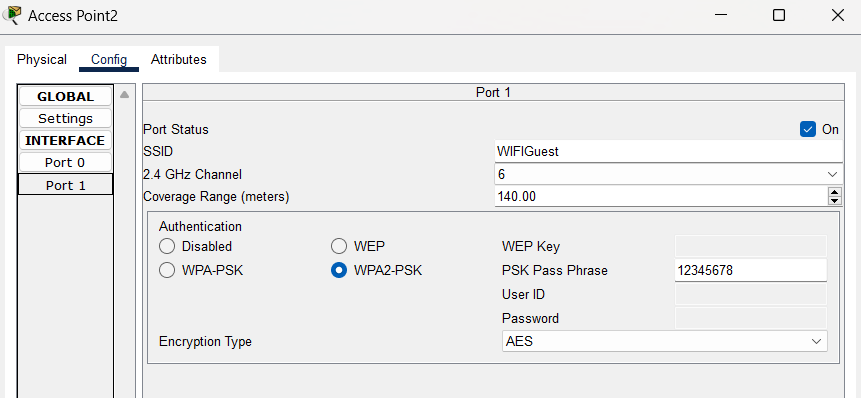 Access Point2
Physical Config Attributes
GLOBAL
Settings
INTERFACE
Port 0
Port 1
Port 1
Port Status On
SSID WIFIGuest
2.4 GHz Channel 6
Coverage Range (meters) 140.00
Authentication
Disabled WEP WEP Key
WPA-PSK WPA2-PSK PSK Pass Phrase 12345678
User ID
Password
Encryption Type AES